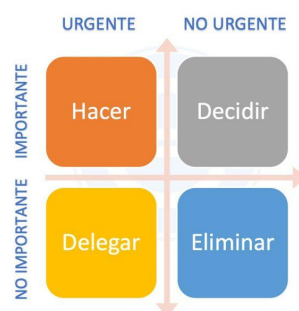 URGENTE
NO URGENTE
IMPORTANTE
Hacer
Decidir
NO IMPORTANTE
Delegar
Eliminar